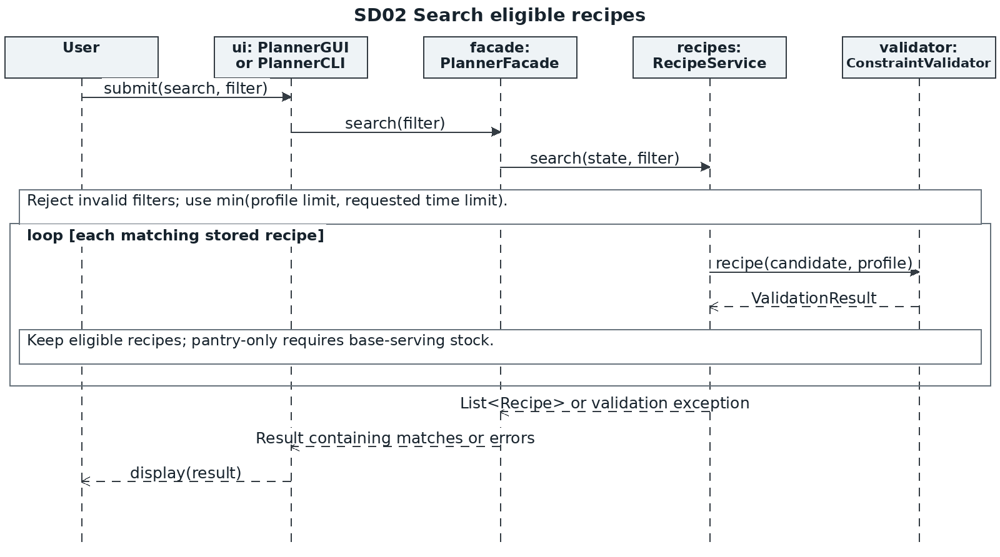 SD02 Search eligible recipes
User
ui: PlannerGUI
or PlannerCLI
facade:
PlannerFacade
recipes:
RecipeService
validator:
ConstraintValidator
submit(search, filter)
search(filter)
search(state, filter)
Reject invalid filters; use min(profile limit, requested time limit).
loop [each matching stored recipe]
recipe(candidate, profile)
ValidationResult
Keep eligible recipes; pantry-only requires base-serving stock.
List<Recipe> or validation exception
Result containing matches or errors
display(result)